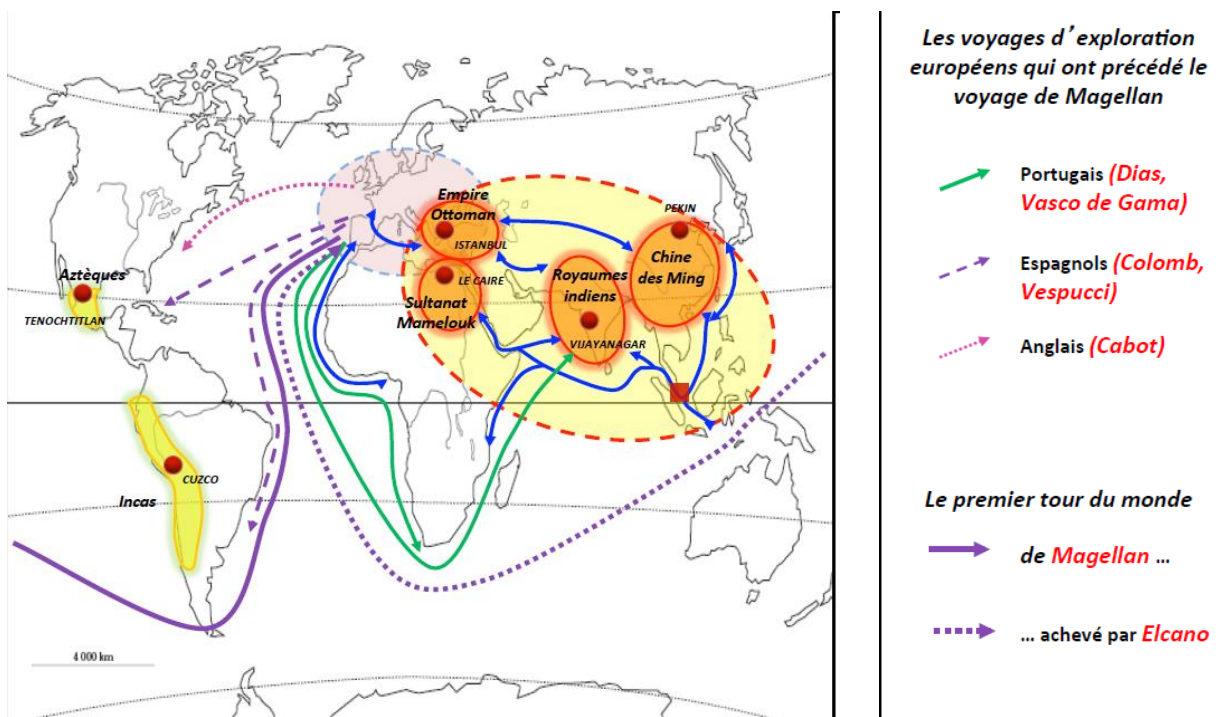 Les voyages d’exploration
européens qui ont précédé le
voyage de Magellan
Portugais (Dias,
Vasco de Gama)
Espagnols (Colomb,
Vespucci)
Anglais (Cabot)
Le premier tour du monde
de Magellan ...
... achevé par Elcano
Empire
Ottoman
ISTANBUL
PEKIN
Chine
des Ming
Royaumes
indiens
VIJAYANAGAR
LE CAIRE
Sultanat
Mamelouk
Aztèques
TENOCHTITLAN
CUZCO
Incas
4 000 km